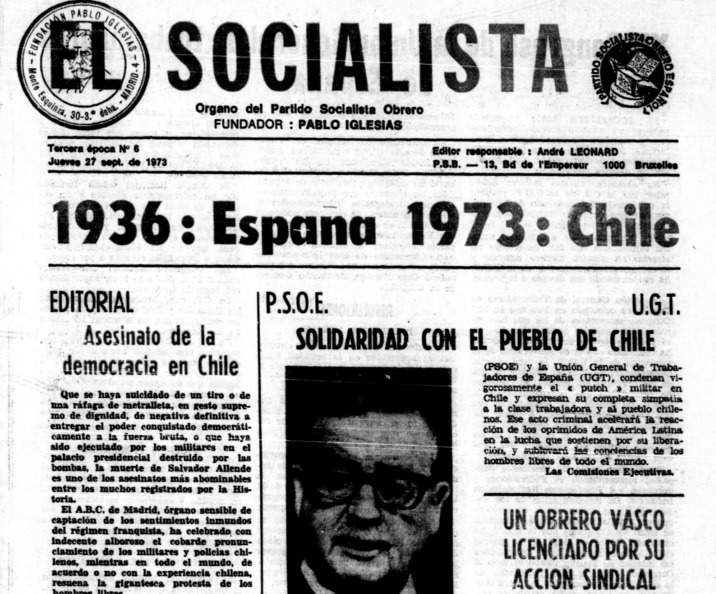 EL SOCIALISTA
FUNDACIÓN PABLO IGLESIAS
Monte Esquinza, 30-3.º dcha. - MADRID-4
(PARTIDO SOCIALISTA OBRERO ESPAÑOL)
Organo del Partido Socialista Obrero
FUNDADOR : PABLO IGLESIAS
Tercera época Nº 6
Jueves 27 sept. de 1973
Editor responsable : André LEONARD
P.S.B. — 13, Bd de l'Empereur 1000 Bruxelles
1936 : Espana 1973 : Chile
EDITORIAL
Asesinato de la
democracia en Chile
Que se haya suicidado de un tiro o de
una ráfaga de metralleta, en gesto supre-
mo de dignidad, de negativa definitiva a
entregar el poder conquistado democráti-
camente a la fuerza bruta, o que haya
sido ejecutado por los militares en el
palacio presidencial destruido por las
bombas, la muerte de Salvador Allende
es uno de los asesinatos más abominables
entre los muchos registrados por la His-
toria.
El A.B.C. de Madrid, órgano sensible de
captación de los sentimientos inmundos
del régimen franquista, ha celebrado con
indecente alboroso el cobarde pronun-
ciamiento de los militares y policías chi-
lenos, mientras en todo el mundo, de
acuerdo o no con la experiencia chilena,
resuena la gigantesca protesta de los
hombres libres.
P.S.O.E. U.G.T.
SOLIDARIDAD CON EL PUEBLO DE CHILE
(PSOE) y la Unión General de Traba-
jadores de España (UGT), condenan vi-
gorosamente el « putch » militar en
Chile y expresan su completa simpatía
a la clase trabajadora y al pueblo chile-
nos. Ese acto criminal acelerará la reac-
ción de los oprimidos de América Latina
en la lucha que sostienen por su libera-
ción, y sublevará las conciencias de los
hombres libres de todo el mundo.
Las Comisiones Ejecutivas.
UN OBRERO VASCO
LICENCIADO POR SU
ACCION SINDICAL